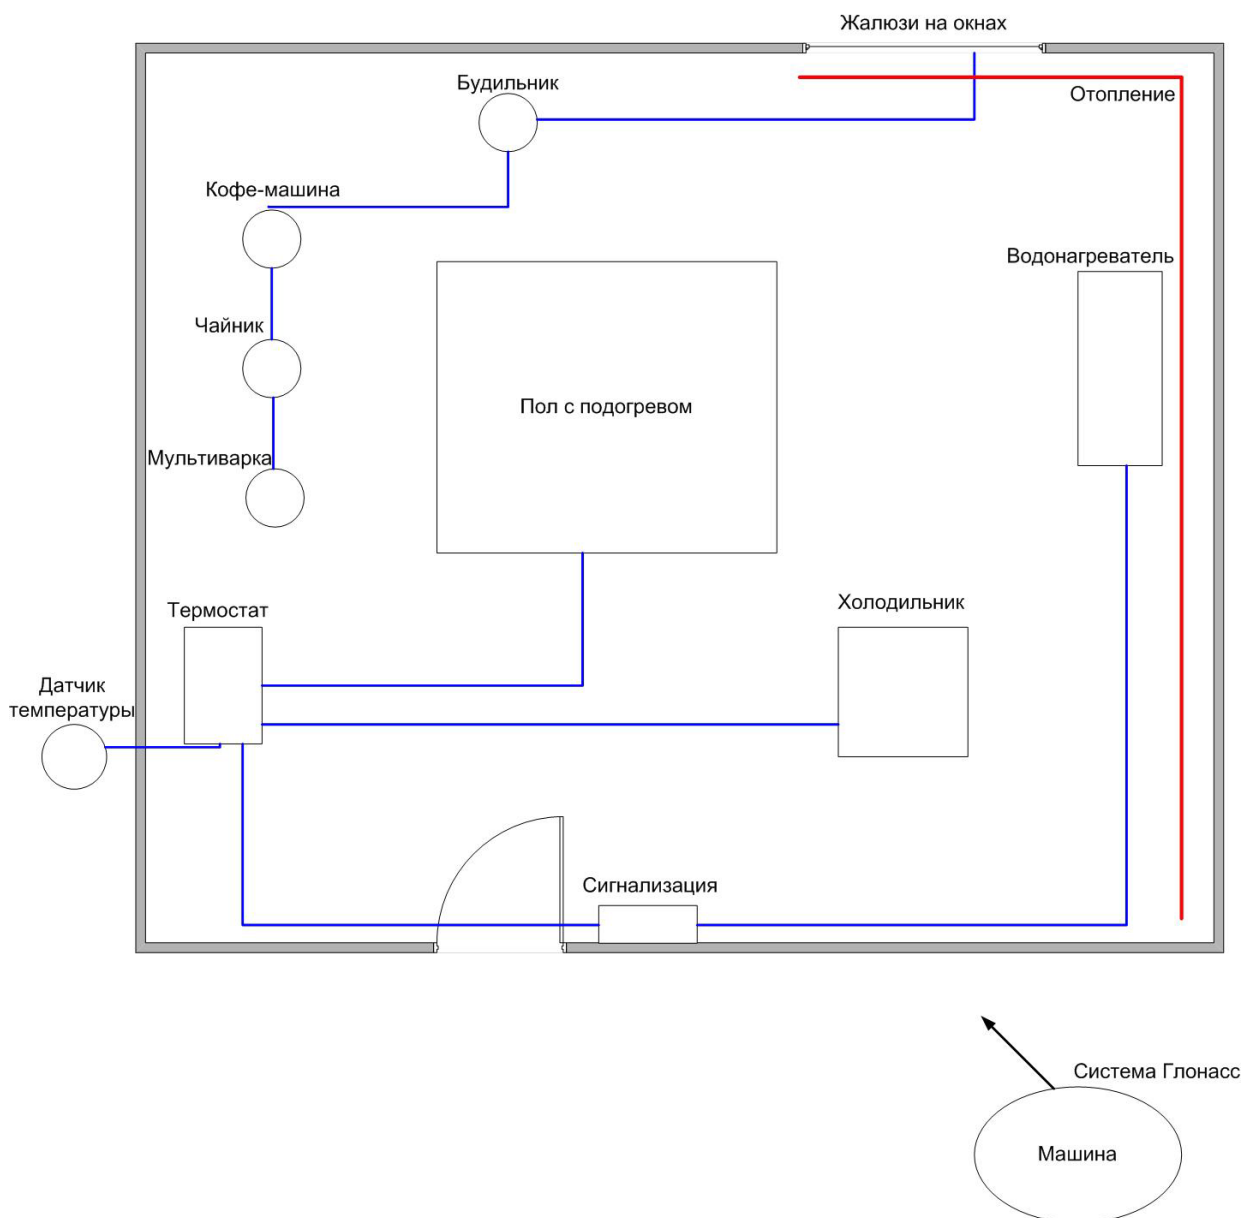 Жалюзи на окнах
Будильник
Отопление
Кофе-машина
Водонагреватель
Чайник
Пол с подогревом
Мультиварка
Термостат
Холодильник
Датчик
температуры
Сигнализация
Система Глонасс
Машина